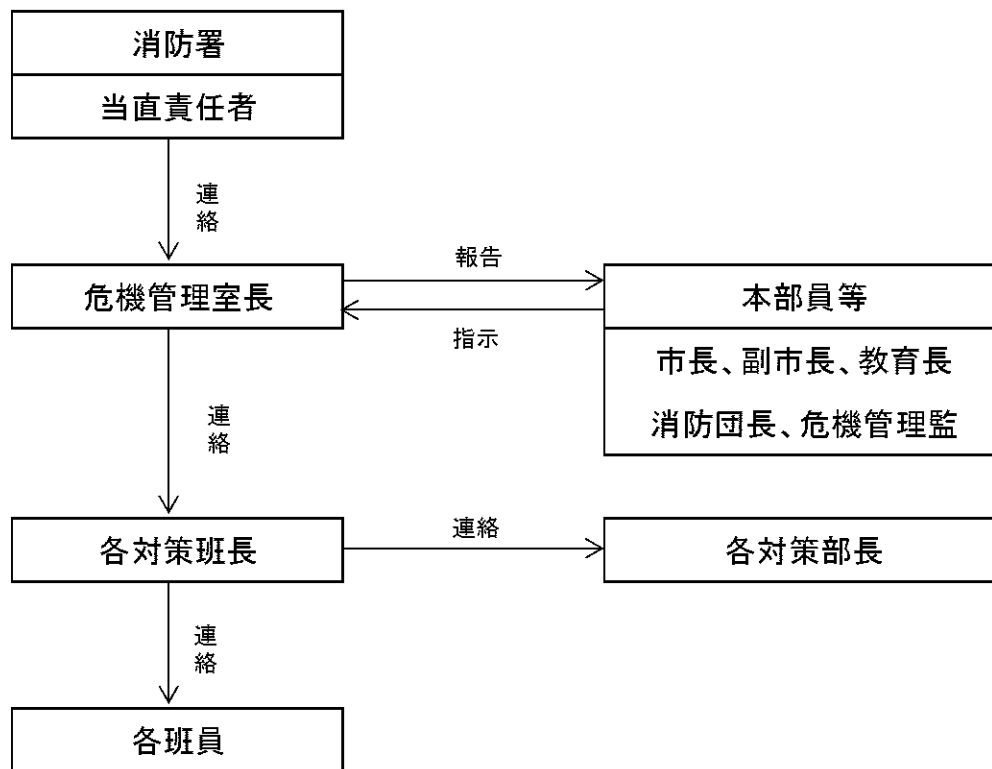 消防署
当直責任者
連絡
危機管理室長
報告
指示
本部員等
市長、副市長、教育長
消防団長、危機管理監
連絡
各対策班長
連絡
各対策部長
連絡
各班員